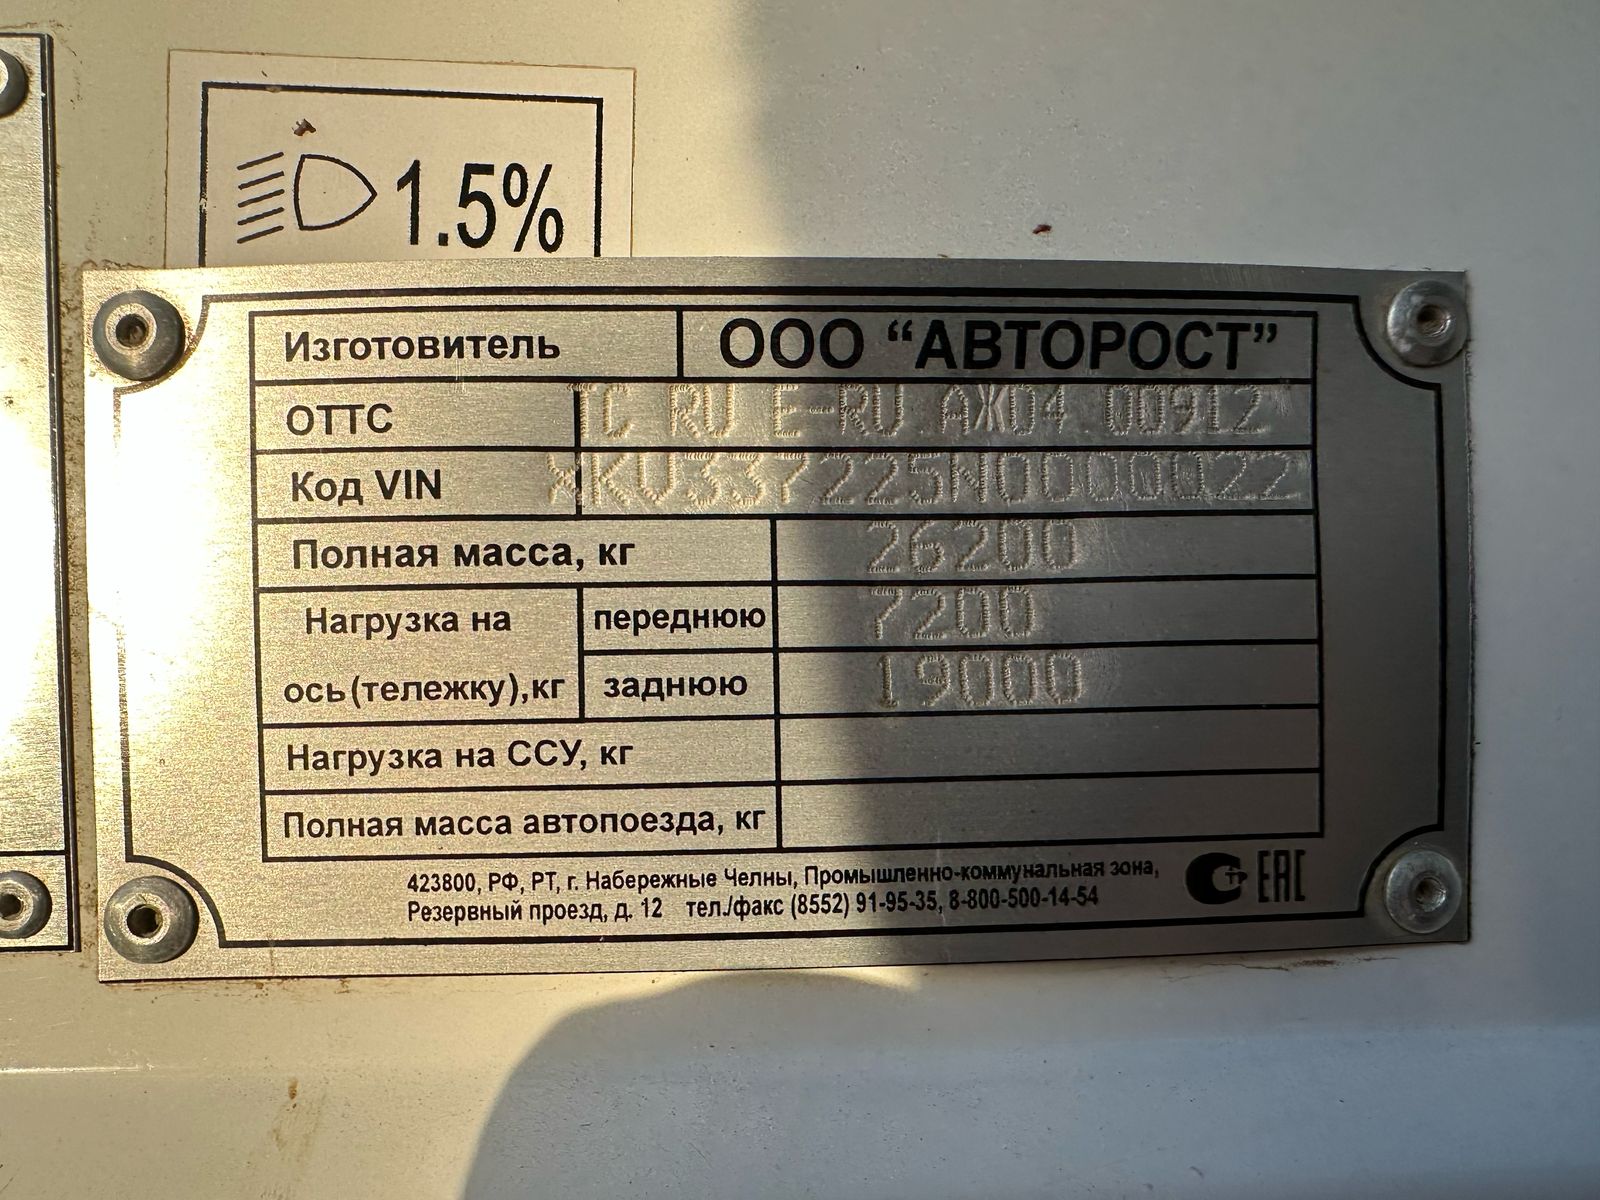 1.5%
Изготовитель ООО “АВТОРОСТ”
ОТТС ТС RU Е-RU.АЖ04.00912
Код VIN XKU337225N0000022
Полная масса, кг 26200
Нагрузка на ось(тележку),кг переднюю 7200
заднюю 19000
Нагрузка на ССУ, кг
Полная масса автопоезда, кг
423800, РФ, РТ, г. Набережные Челны, Промышленно-коммунальная зона,
Резервный проезд, д. 12 тел./факс (8552) 91-95-35, 8-800-500-14-54
ЕАС